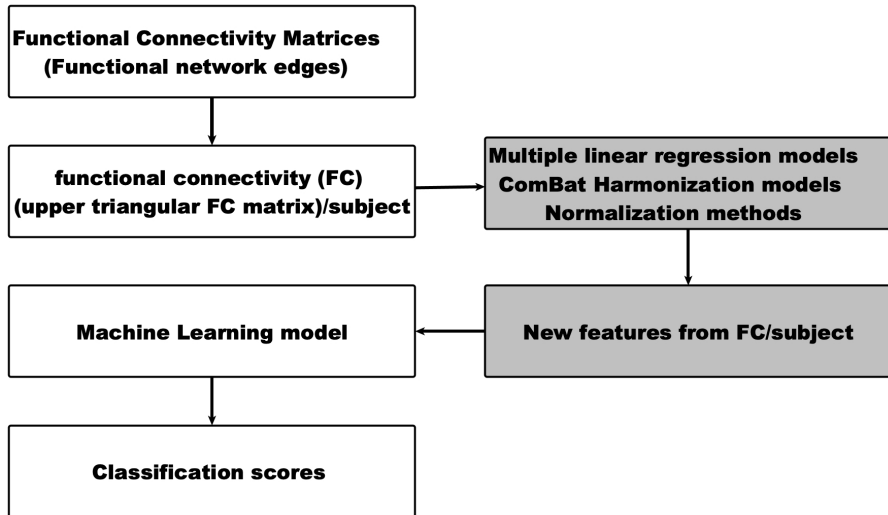 Functional Connectivity Matrices
(Functional network edges)
functional connectivity (FC)
(upper triangular FC matrix)/subject
Multiple linear regression models
ComBat Harmonization models
Normalization methods
New features from FC/subject
Machine Learning model
Classification scores